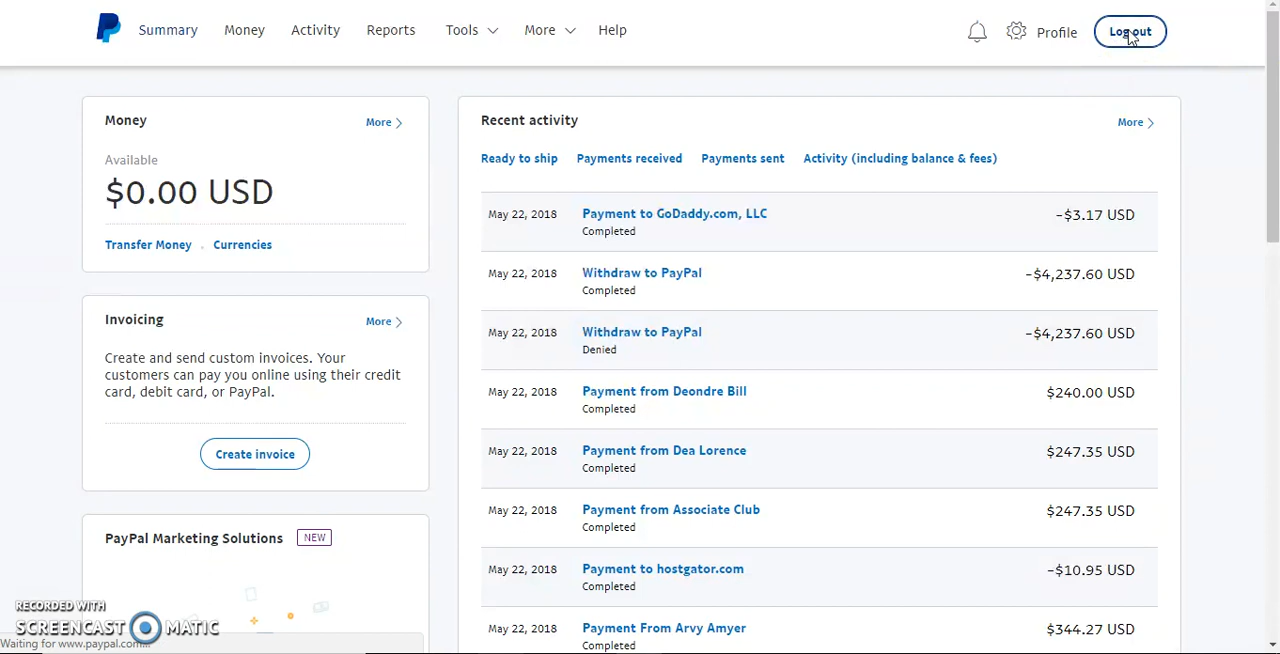 Summary Money Activity Reports Tools More Help Profile Log out
Money More
Available
$0.00 USD
Transfer Money . Currencies
Invoicing More
Create and send custom invoices. Your
customers can pay you online using their credit
card, debit card, or PayPal.
Create invoice
PayPal Marketing Solutions NEW
Recent activity More
Ready to ship Payments received Payments sent Activity (including balance & fees)
May 22, 2018 Payment to GoDaddy.com, LLC -$3.17 USD
Completed
May 22, 2018 Withdraw to PayPal -$4,237.60 USD
Completed
May 22, 2018 Withdraw to PayPal -$4,237.60 USD
Denied
May 22, 2018 Payment from Deondre Bill $240.00 USD
Completed
May 22, 2018 Payment from Dea Lorence $247.35 USD
Completed
May 22, 2018 Payment from Associate Club $247.35 USD
Completed
May 22, 2018 Payment to hostgator.com -$10.95 USD
Completed
May 22, 2018 Payment From Arvy Amyer $344.27 USD
Completed
RECORDED WITH
SCREENCAST MATIC
Waiting for www.paypal.com...